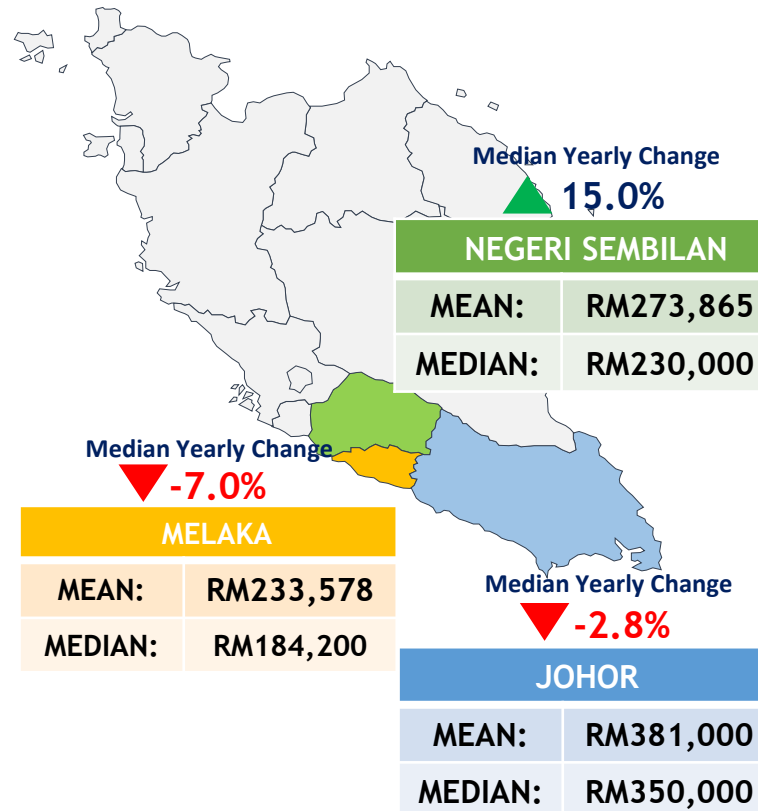 Median Yearly Change
15.0%
NEGERI SEMBILAN
MEAN: RM273,865
MEDIAN: RM230,000
Median Yearly Change
-7.0%
MELAKA
MEAN: RM233,578
MEDIAN: RM184,200
Median Yearly Change
-2.8%
JOHOR
MEAN: RM381,000
MEDIAN: RM350,000